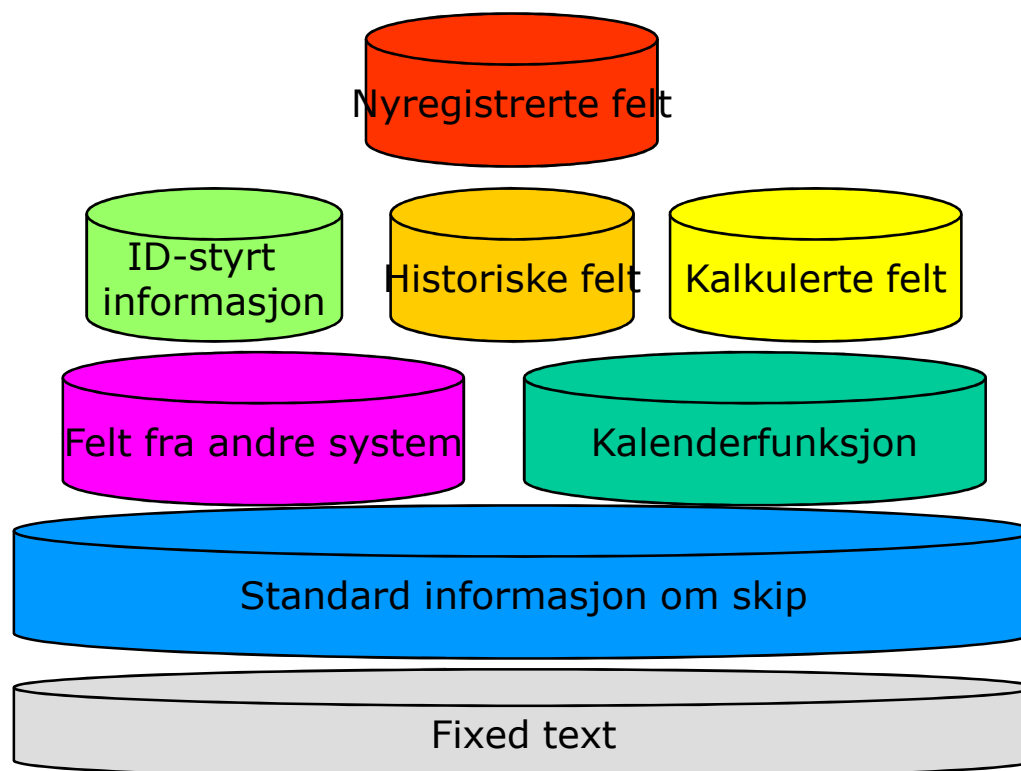 Nyregistrerte felt
ID-styrt
informasjon
Historiske felt
Kalkulerte felt
Felt fra andre system
Kalenderfunksjon
Standard informasjon om skip
Fixed text